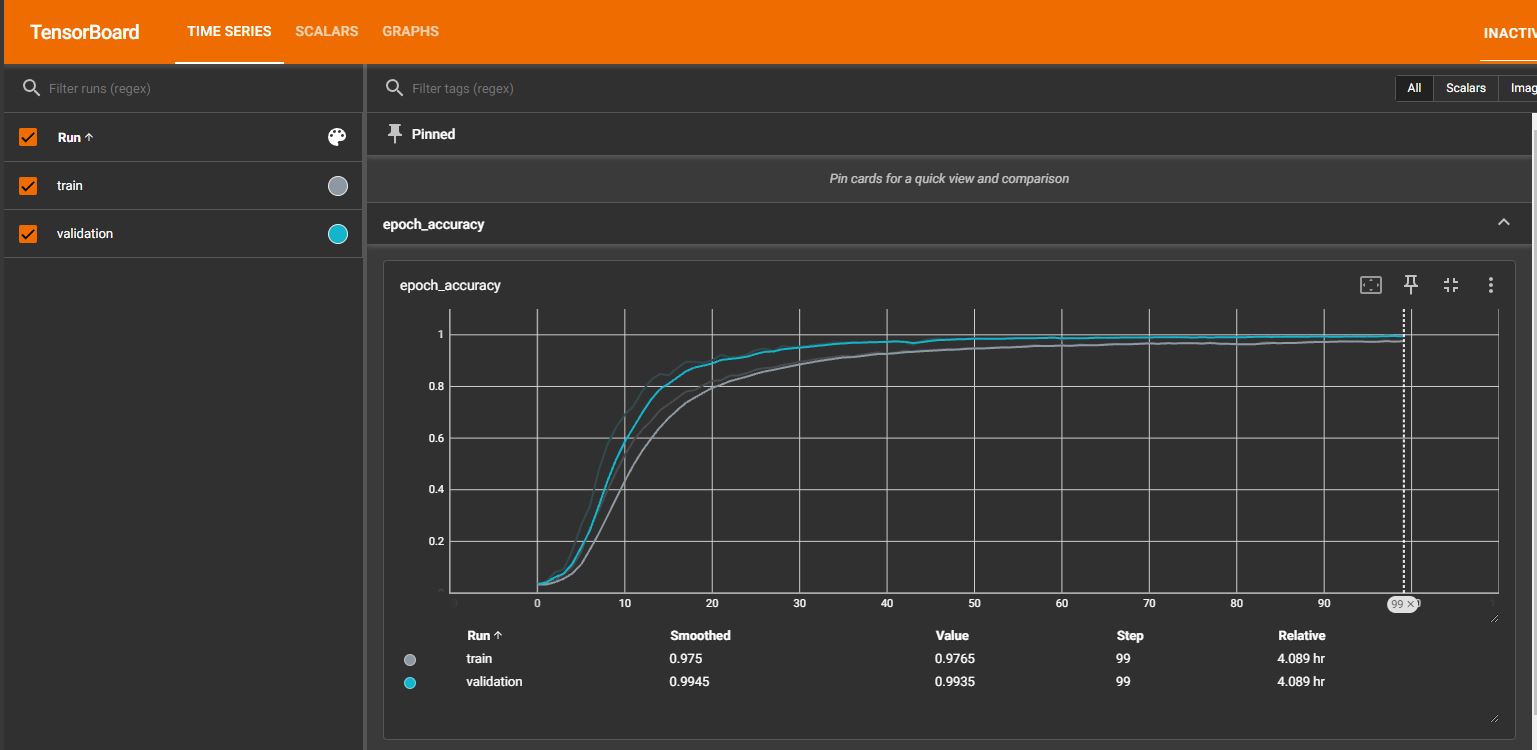 TensorBoard TIME SERIES SCALARS GRAPHS INACTIV
Filter runs (regex)
Filter tags (regex)
All Scalars Imag
Run ↑
Pinned
train
Pin cards for a quick view and comparison
validation
epoch_accuracy
epoch_accuracy
1
0.8
0.6
0.4
0.2
0 10 20 30 40 50 60 70 80 90 99 ×
Run ↑ Smoothed Value Step Relative
train 0.975 0.9765 99 4.089 hr
validation 0.9945 0.9935 99 4.089 hr